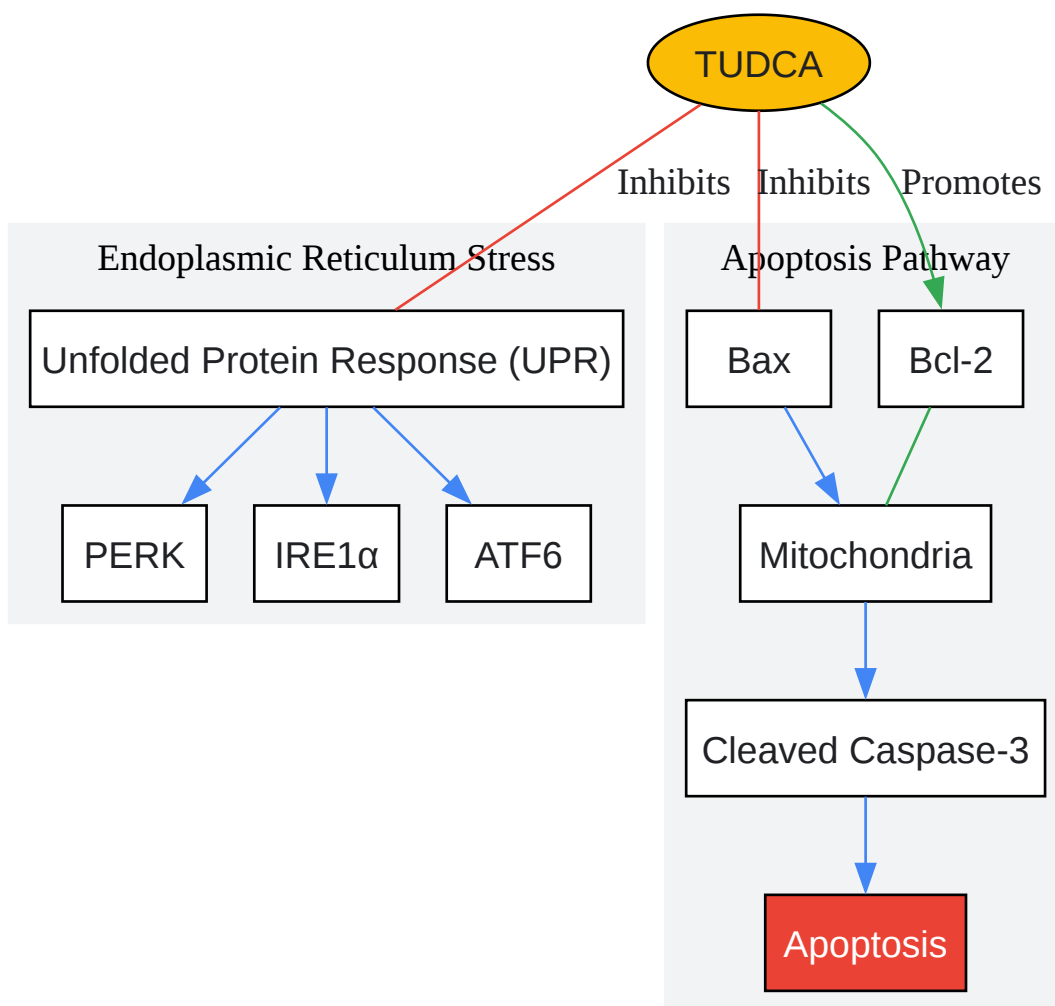 TUDCA
Inhibits
Inhibits
Promotes
Endoplasmic Reticulum Stress
Apoptosis Pathway
Unfolded Protein Response (UPR)
Bax
Bcl-2
PERK
IRE1α
ATF6
Mitochondria
Cleaved Caspase-3
Apoptosis